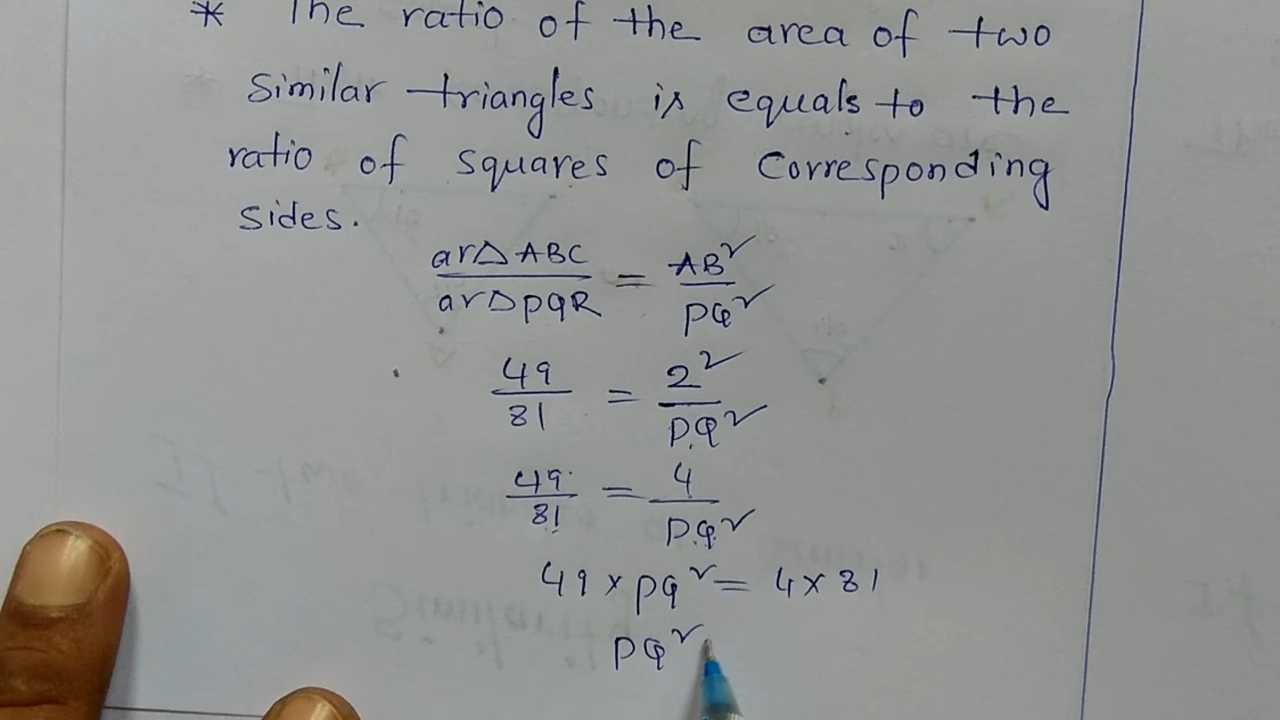 * The ratio of the area of two
similar triangles is equals to the
ratio of squares of corresponding
sides.
ar△ABC / ar△PQR = AB² / PQ²
49/81 = 2² / PQ²
49/81 = 4 / PQ²
49 × PQ² = 4 × 81
PQ²